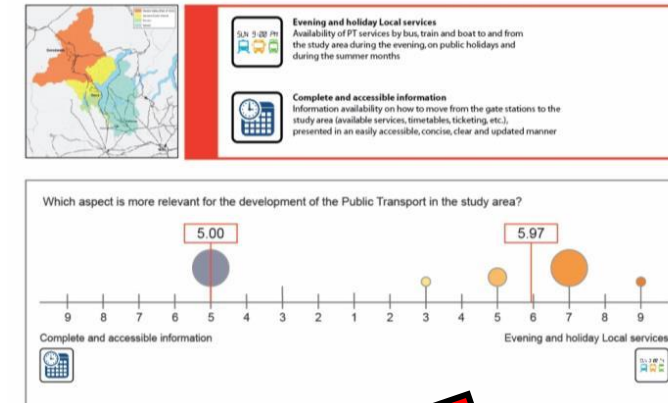 SUN 9:00 PM
Evening and holiday Local services
Availability of PT services by bus, train and boat to and from
the study area during the evening, on public holidays and
during the summer months
Complete and accessible information
Information availability on how to move from the gate stations to the
study area (available services, timetables, ticketing, etc.),
presented in an easily accessible, concise, clear and updated manner
Which aspect is more relevant for the development of the Public Transport in the study area?
5.00
5.97
9 8 7 6 5 4 3 2 1 2 3 4 5 6 7 8 9
Complete and accessible information
Evening and holiday Local services